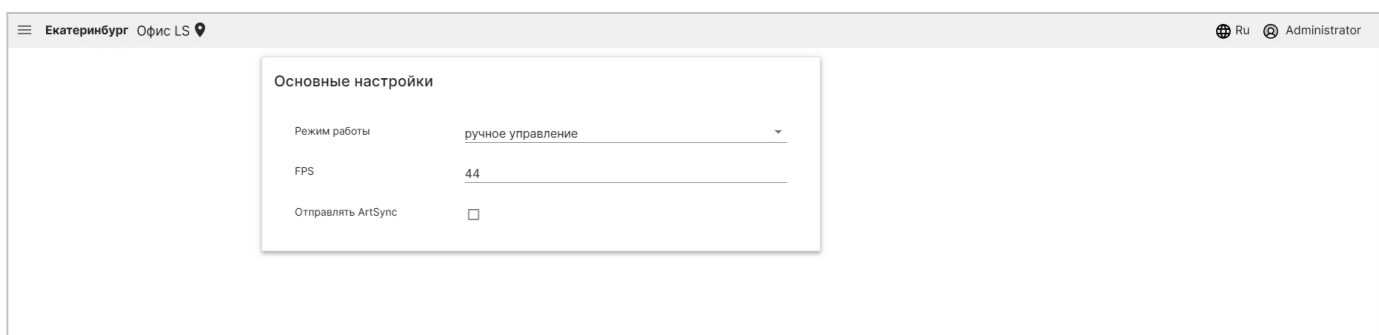 Екатеринбург Офис LS Ru Administrator
Основные настройки
Режим работы ручное управление
FPS 44
Отправлять ArtSync